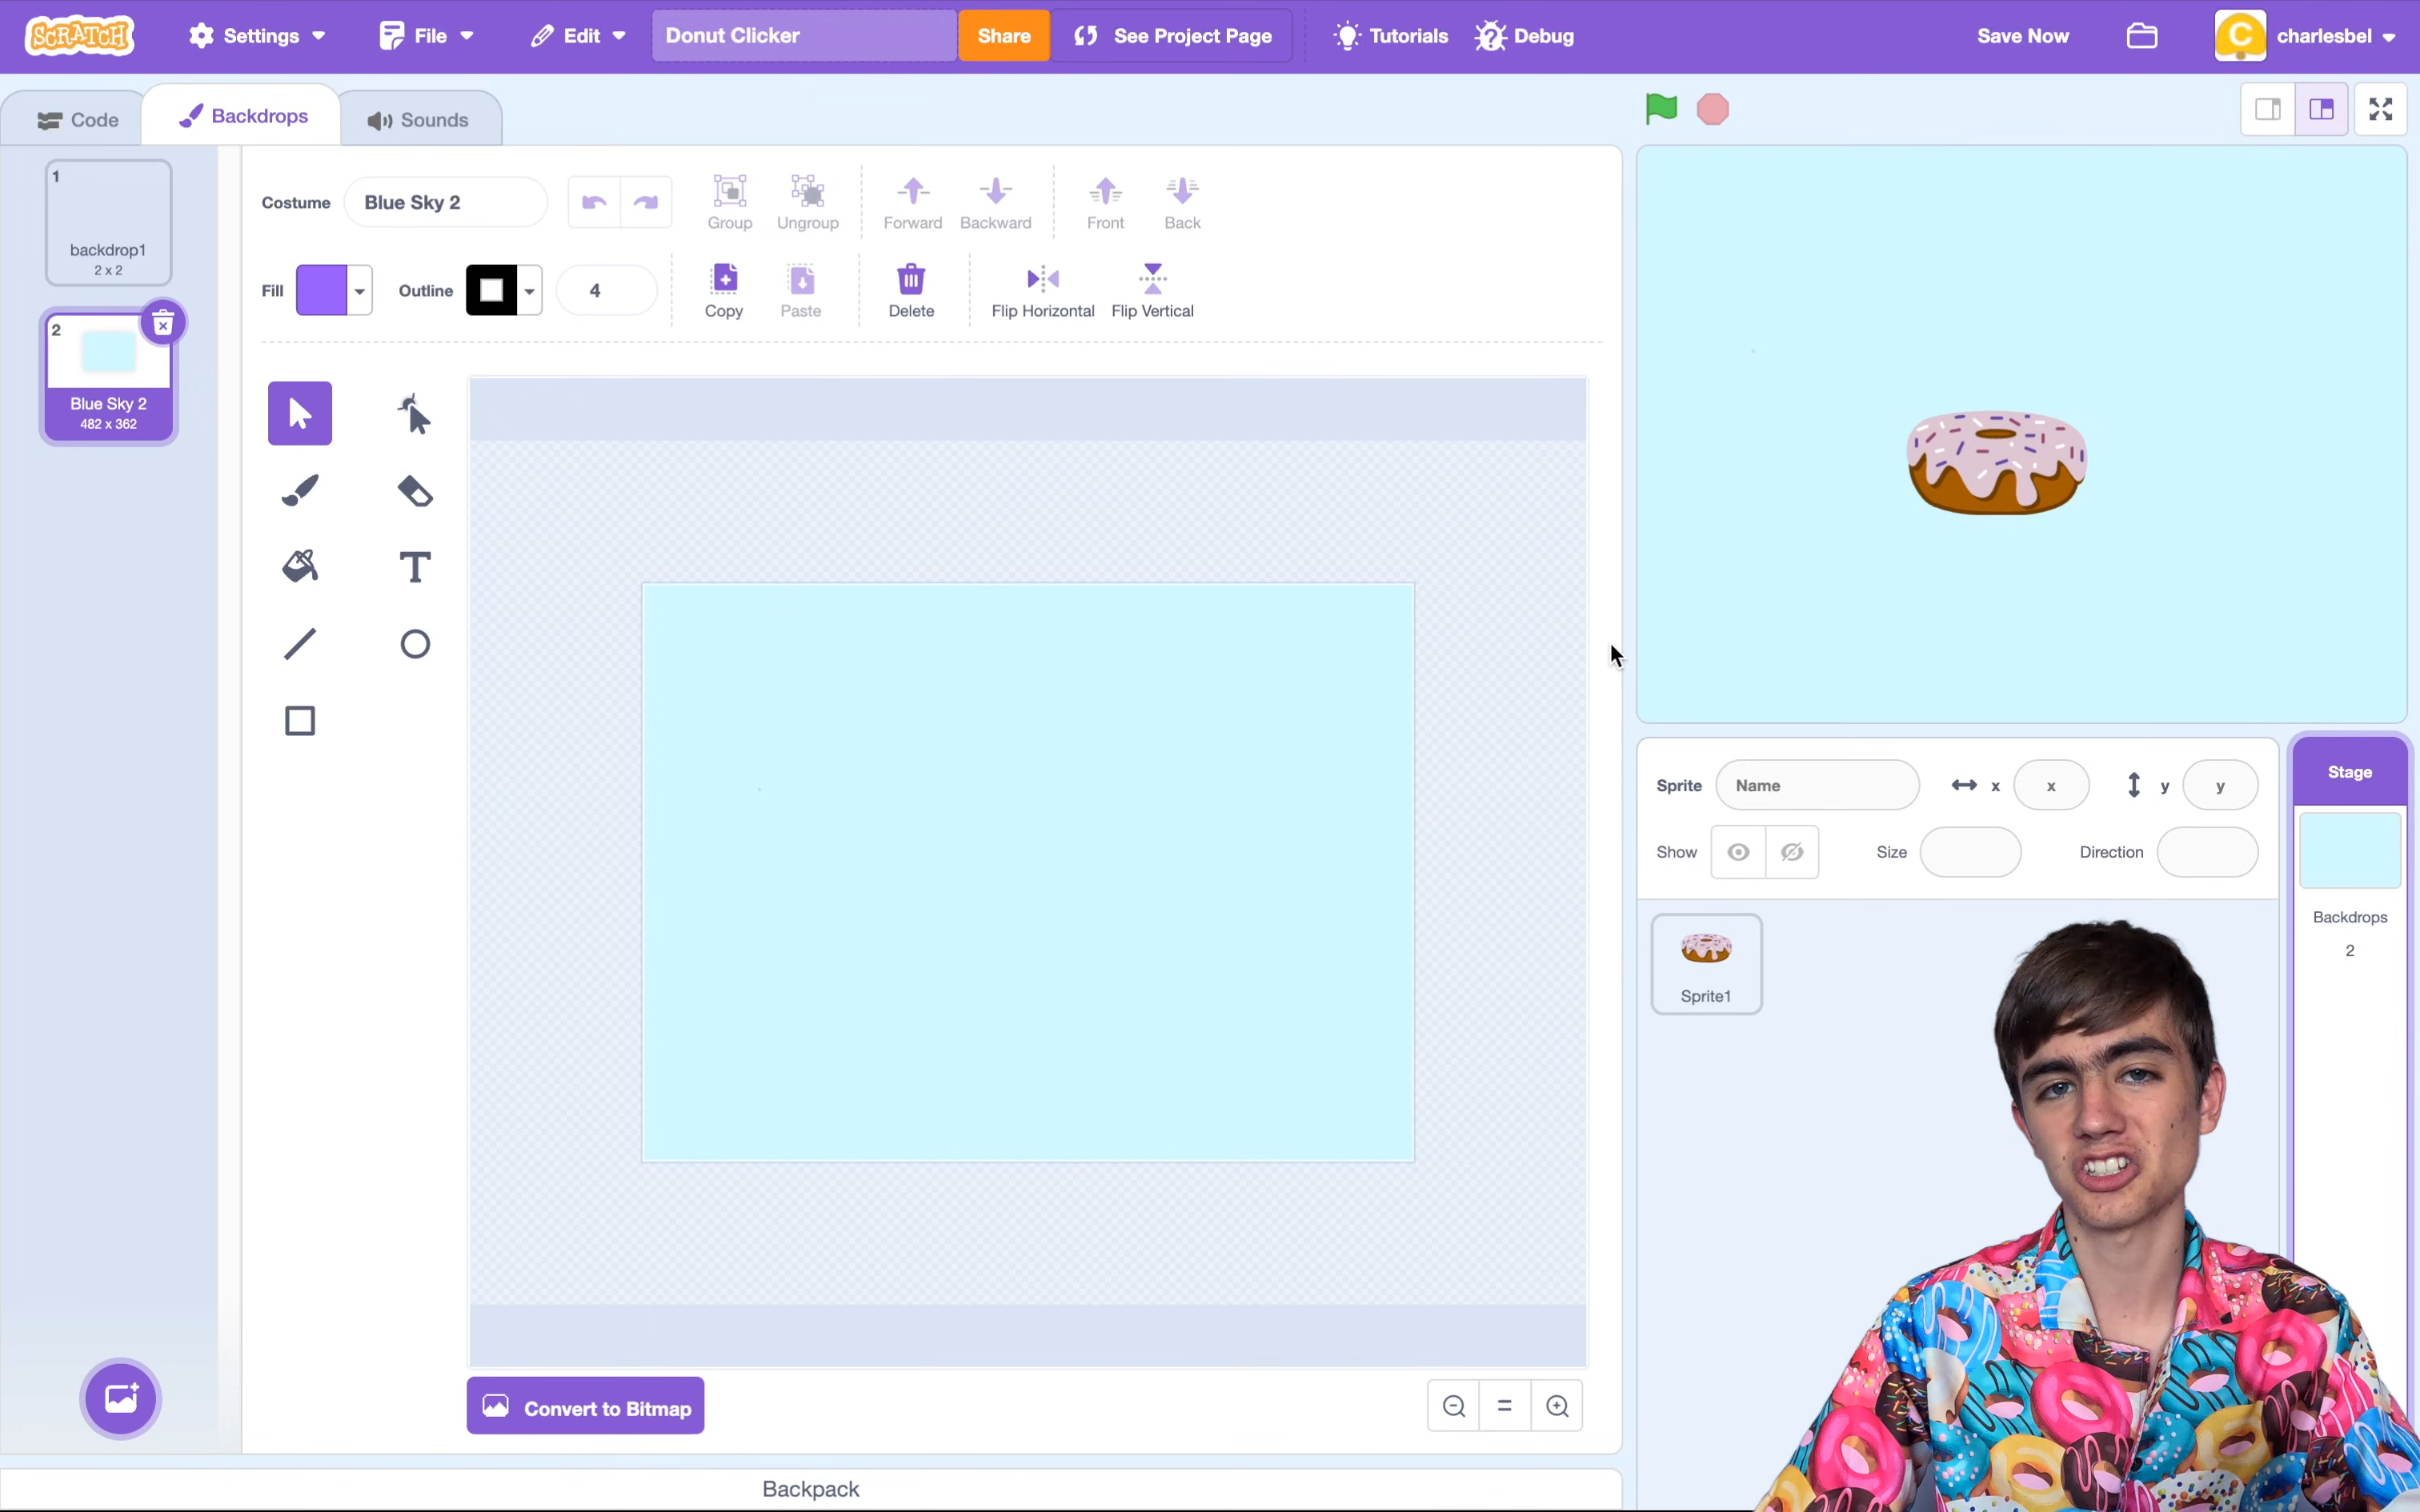 SCRATCH Settings File Edit Donut Clicker Share See Project Page Tutorials Debug Save Now C charlesbel
Code Backdrops Sounds
1
backdrop1
2 x 2
2
Blue Sky 2
482 x 362
Costume Blue Sky 2 Group Ungroup Forward Backward Front Back
Fill Outline 4 Copy Paste Delete Flip Horizontal Flip Vertical
T
Convert to Bitmap
Backpack
Sprite Name x x y y
Show Size Direction
Sprite1
Stage
Backdrops
2